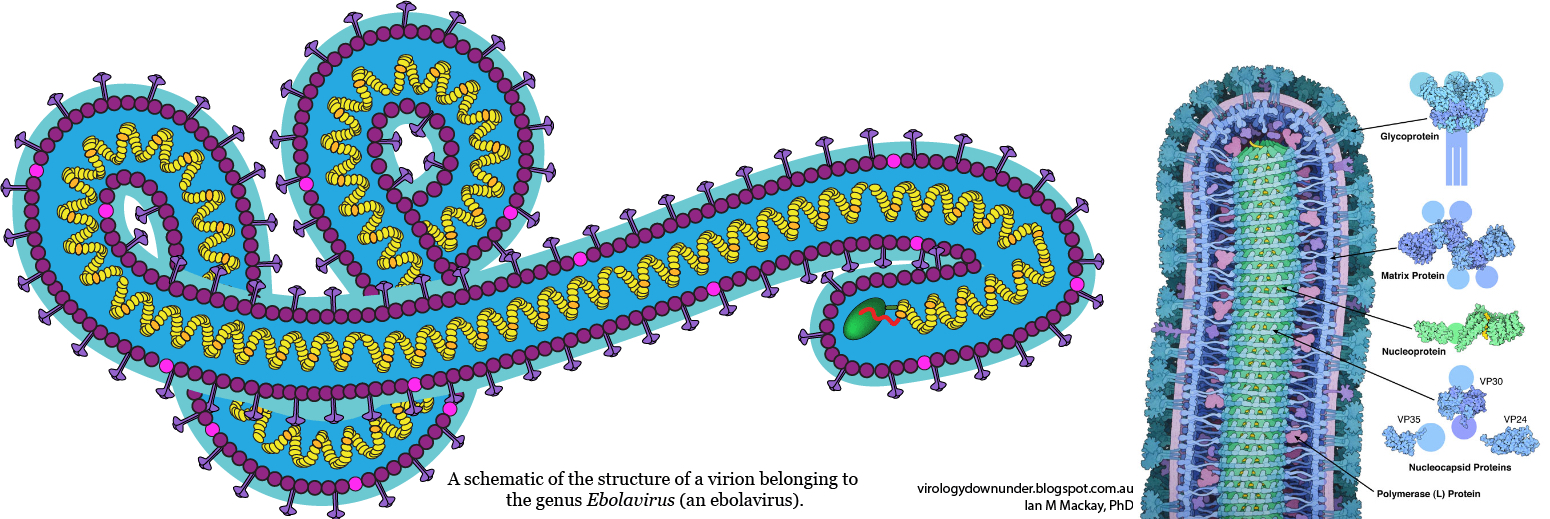 A schematic of the structure of a virion belonging to
the genus Ebolavirus (an ebolavirus).
virologydownunder.blogspot.com.au
Ian M Mackay, PhD
Glycoprotein
Matrix Protein
Nucleoprotein
VP30
VP35
VP24
Nucleocapsid Proteins
Polymerase (L) Protein